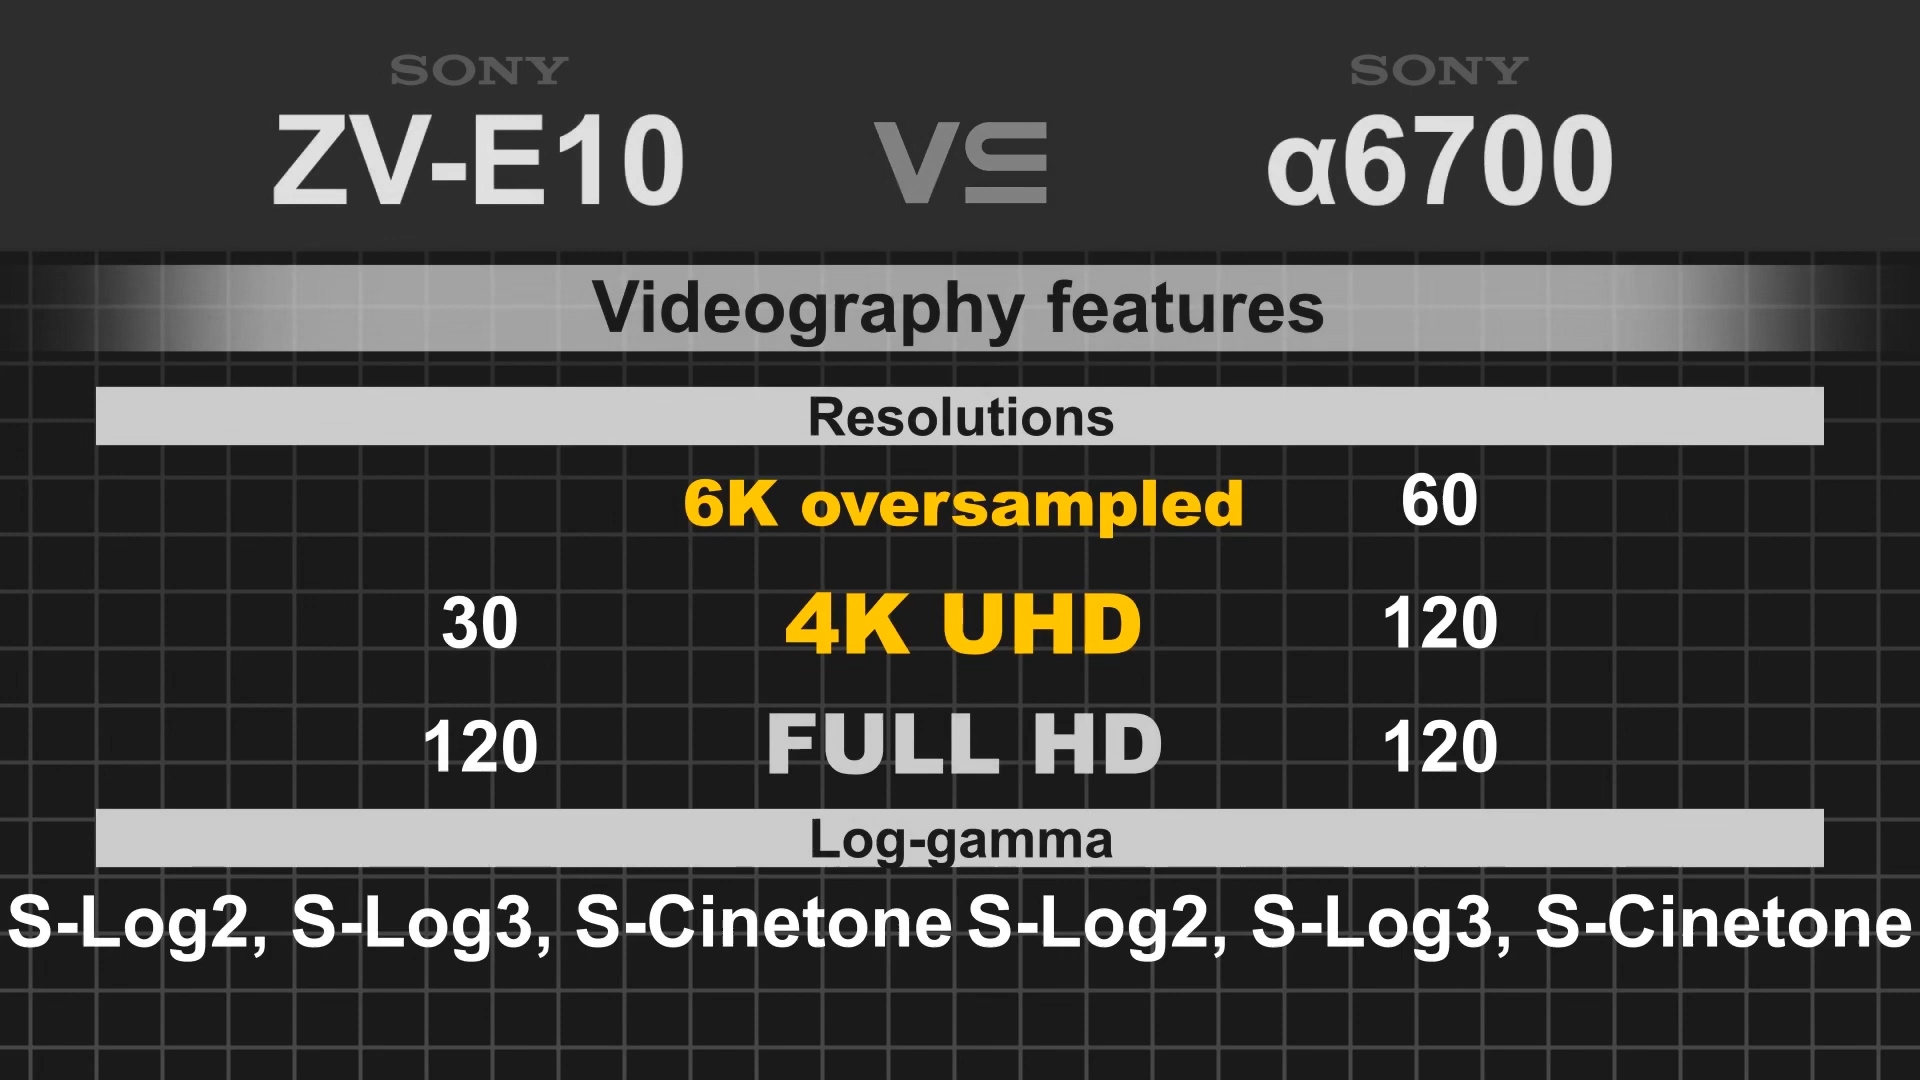 SONY SONY
ZV-E10 VS α6700
Videography features
Resolutions
6K oversampled 60
30 4K UHD 120
120 FULL HD 120
Log-gamma
S-Log2, S-Log3, S-Cinetone S-Log2, S-Log3, S-Cinetone